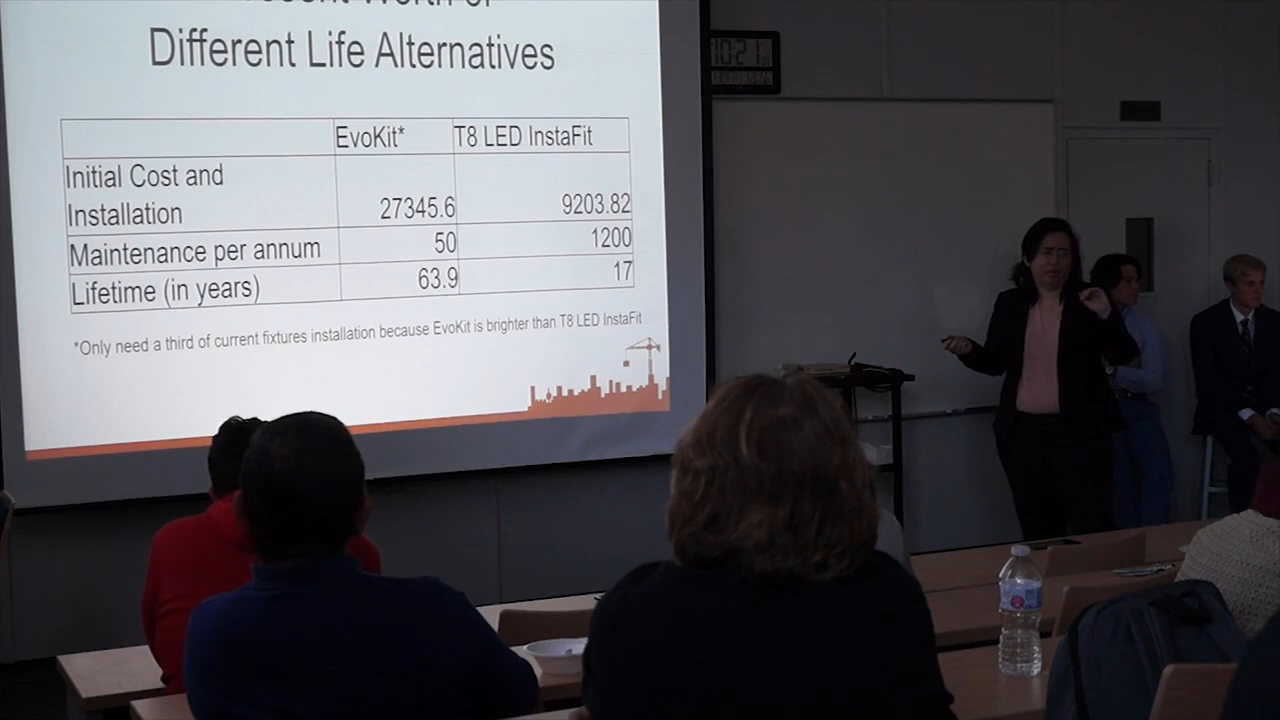 Different Life Alternatives
EvoKit* T8 LED InstaFit
Initial Cost and
Installation 27345.6 9203.82
Maintenance per annum 50 1200
Lifetime (in years) 63.9 17
*Only need a third of current fixtures installation because EvoKit is brighter than T8 LED InstaFit
10:21